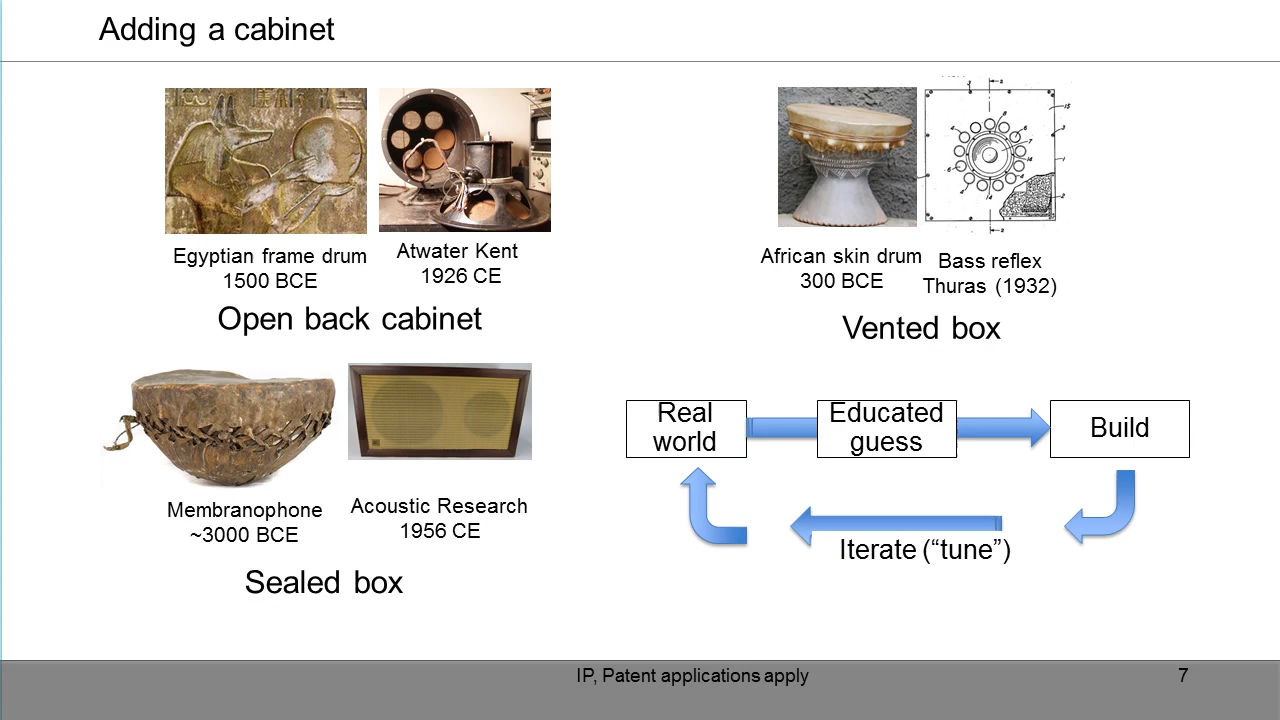 Adding a cabinet
Egyptian frame drum
1500 BCE
Atwater Kent
1926 CE
Open back cabinet
African skin drum
300 BCE
Bass reflex
Thuras (1932)
Vented box
Membranophone
~3000 BCE
Acoustic Research
1956 CE
Sealed box
Real
world
Educated
guess
Build
Iterate (“tune”)
IP, Patent applications apply
7